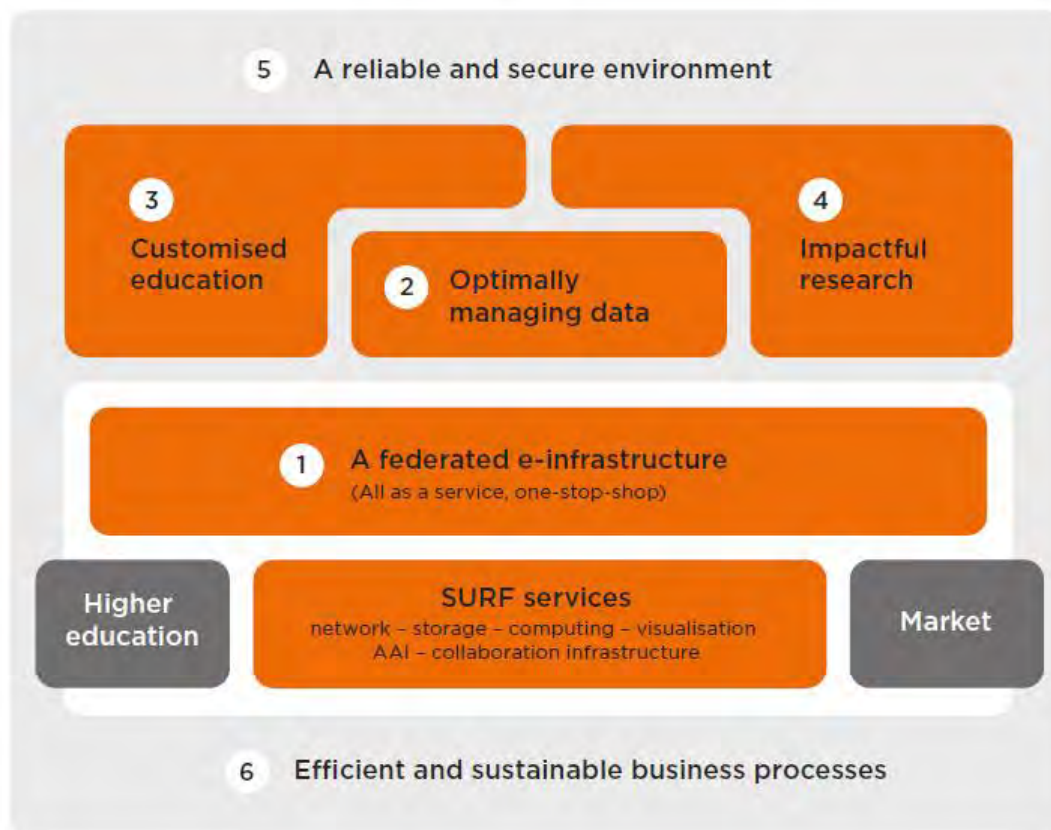 5 A reliable and secure environment
3
Customised
education
2 Optimally
managing data
4
Impactful
research
1 A federated e-infrastructure
(All as a service, one-stop-shop)
Higher
education
SURF services
network – storage – computing – visualisation
AAI – collaboration infrastructure
Market
6 Efficient and sustainable business processes